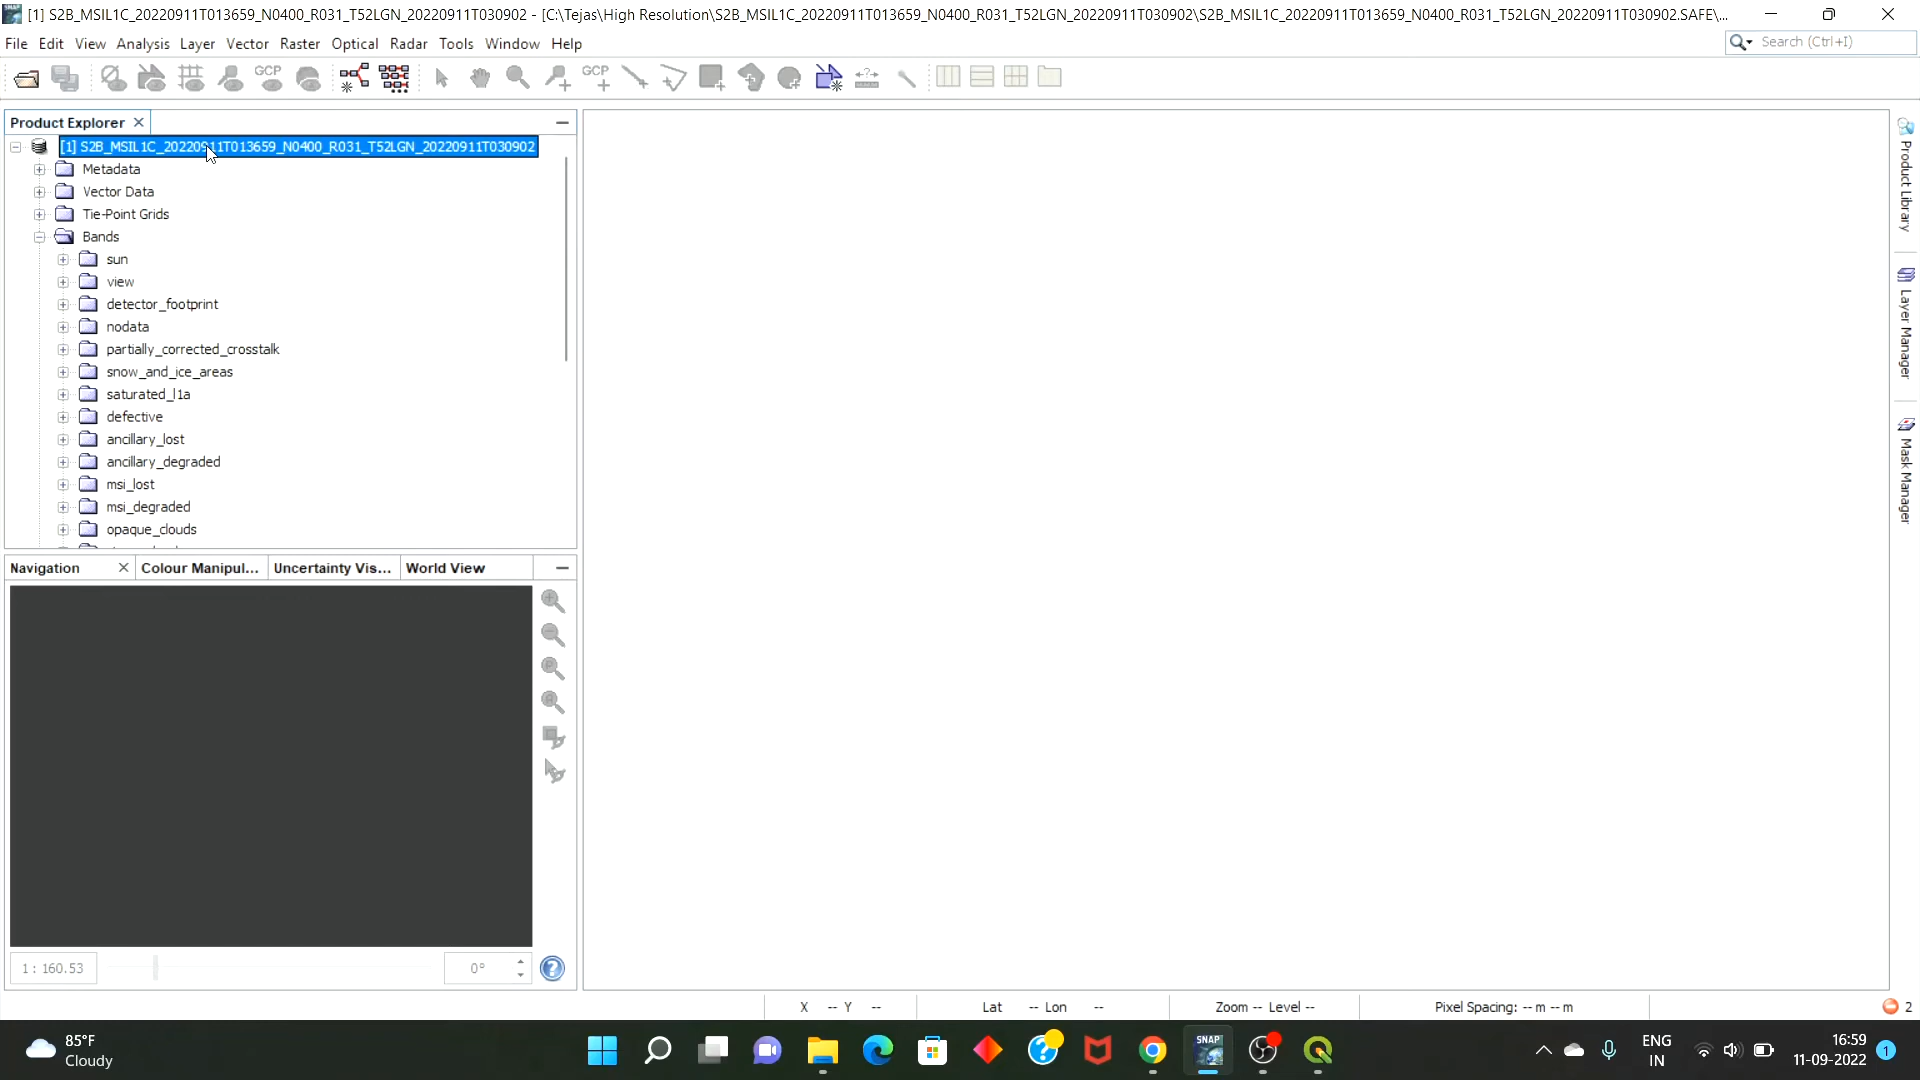 [1] S2B_MSIL1C_20220911T013659_N0400_R031_T52LGN_20220911T030902 - [C:\Tejas\High Resolution\S2B_MSIL1C_20220911T013659_N0400_R031_T52LGN_20220911T030902\S2B_MSIL1C_20220911T013659_N0400_R031_T52LGN_20220911T030902.SAFE\...
File Edit View Analysis Layer Vector Raster Optical Radar Tools Window Help
Search (Ctrl+I)
GCP GCP
Product Explorer
[1] S2B_MSIL1C_20220911T013659_N0400_R031_T52LGN_20220911T030902
Metadata
Vector Data
Tie-Point Grids
Bands
sun
view
detector_footprint
nodata
partially_corrected_crosstalk
snow_and_ice_areas
saturated_l1a
defective
ancillary_lost
ancillary_degraded
msi_lost
msi_degraded
opaque_clouds
Product Library
Layer Manager
Mask Manager
Navigation Colour Manipul... Uncertainty Vis... World View
1 : 160.53 0°
X -- Y -- Lat -- Lon -- Zoom -- Level -- Pixel Spacing: -- m -- m 2
85°F
Cloudy
SNAP
ENG
IN
16:59
11-09-2022
1